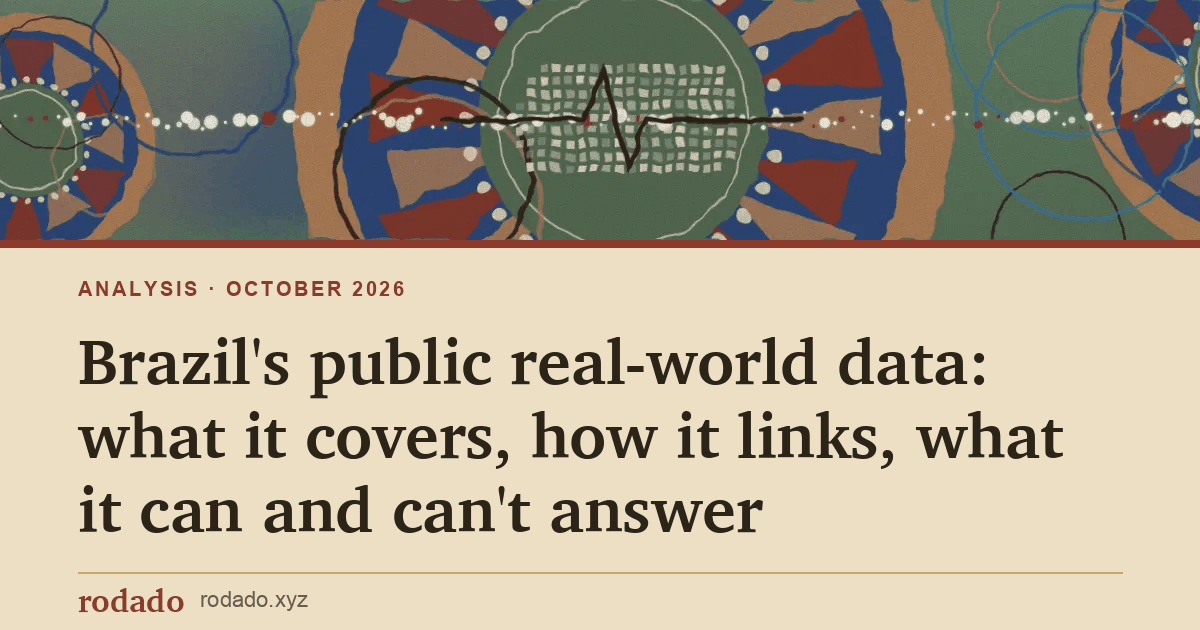 ANALYSIS · OCTOBER 2026
Brazil's public real-world data:
what it covers, how it links, what
it can and can't answer
rodado rodado.xyz